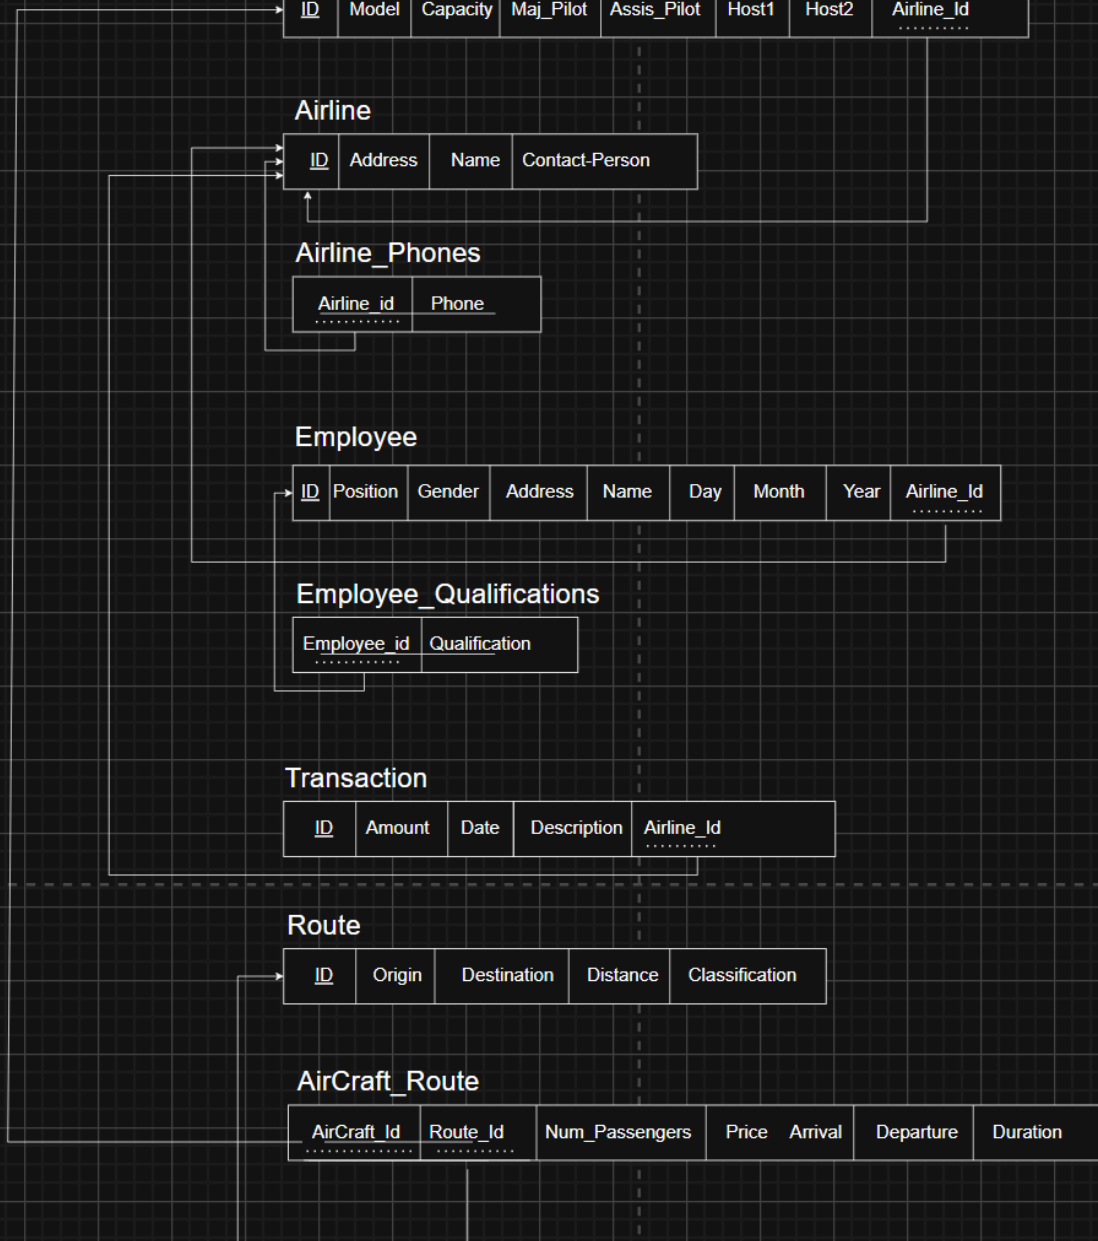 ID Model Capacity Maj_Pilot Assis_Pilot Host1 Host2 Airline_Id
Airline
ID Address Name Contact-Person
Airline_Phones
Airline_id Phone
Employee
ID Position Gender Address Name Day Month Year Airline_Id
Employee_Qualifications
Employee_id Qualification
Transaction
ID Amount Date Description Airline_Id
Route
ID Origin Destination Distance Classification
AirCraft_Route
AirCraft_Id Route_Id Num_Passengers Price Arrival Departure Duration